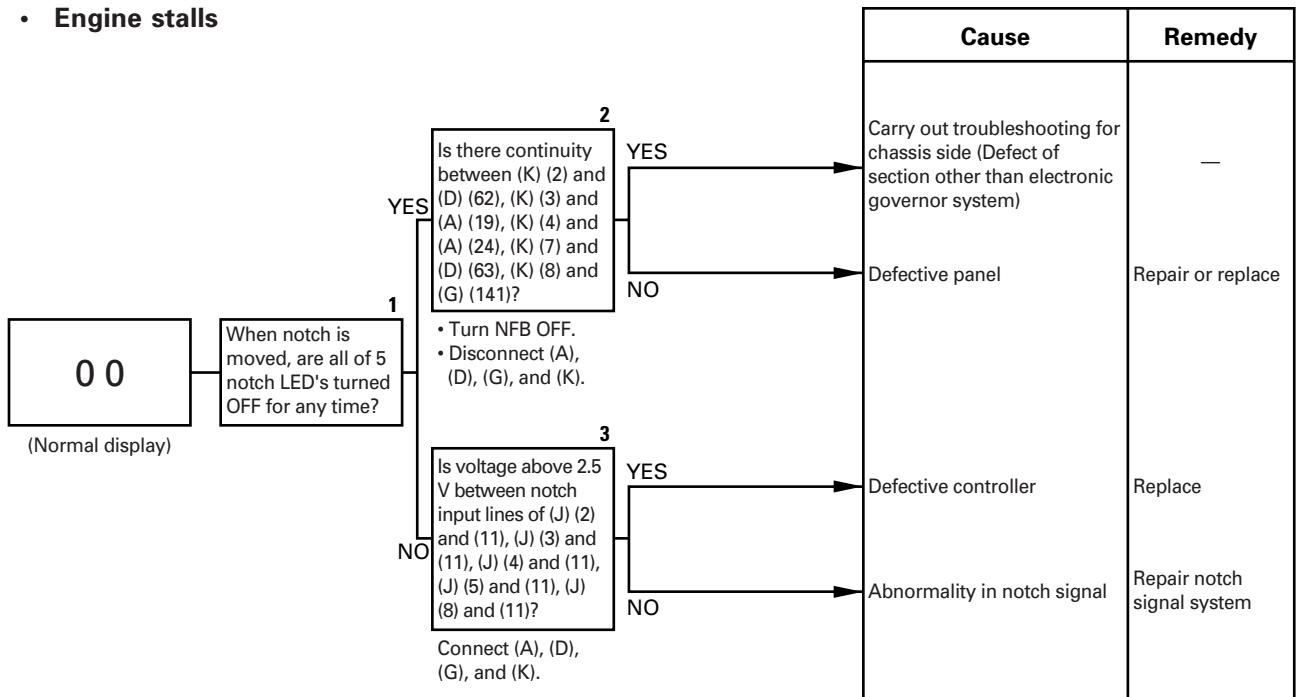 • Engine stalls
Cause
Remedy
0 0
(Normal display)
1
When notch is
moved, are all of 5
notch LED's turned
OFF for any time?
YES
2
Is there continuity
between (K) (2) and
(D) (62), (K) (3) and
(A) (19), (K) (4) and
(A) (24), (K) (7) and
(D) (63), (K) (8) and
(G) (141)?
• Turn NFB OFF.
• Disconnect (A),
(D), (G), and (K).
YES
Carry out troubleshooting for
chassis side (Defect of
section other than electronic
governor system)
—
NO
Defective panel
Repair or replace
NO
3
Is voltage above 2.5
V between notch
input lines of (J) (2)
and (11), (J) (3) and
(11), (J) (4) and (11),
(J) (5) and (11), (J)
(8) and (11)?
Connect (A), (D),
(G), and (K).
YES
Defective controller
Replace
NO
Abnormality in notch signal
Repair notch
signal system